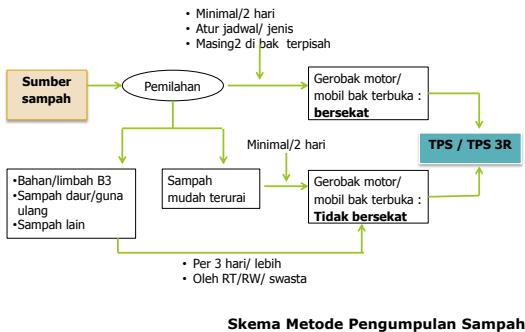 • Minimal/2 hari
• Atur jadwal/ jenis
• Masing2 di bak  terpisah
Sumber
sampah
Pemilahan
Gerobak motor/
mobil bak terbuka :
bersekat
TPS / TPS 3R
Minimal/2 hari
•Bahan/limbah B3
•Sampah daur/guna
ulang
•Sampah lain
Sampah
mudah terurai
Gerobak motor/
mobil bak terbuka :
Tidak bersekat
• Per 3 hari/ lebih
• Oleh RT/RW/ swasta
Skema Metode Pengumpulan Sampah